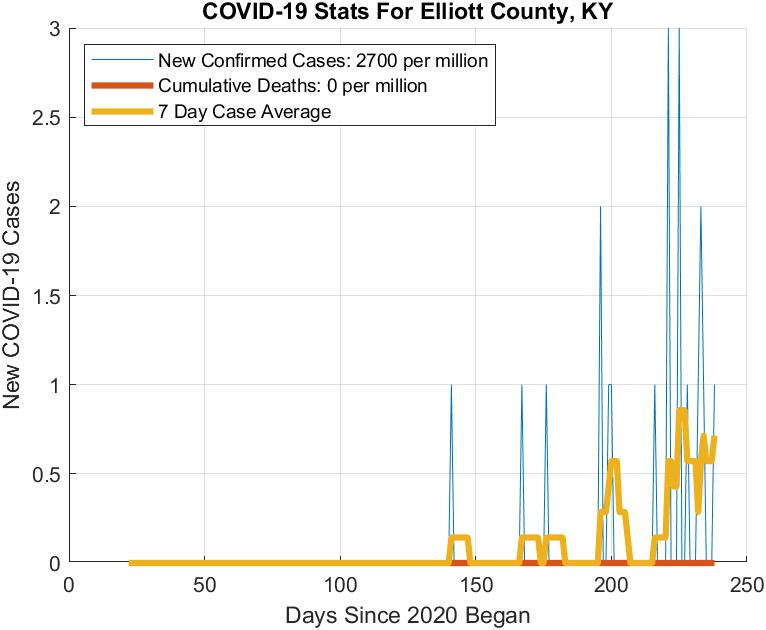 COVID-19 Stats For Elliott County, KY
New Confirmed Cases: 2700 per million
Cumulative Deaths: 0 per million
7 Day Case Average
New COVID-19 Cases
3
2.5
2
1.5
1
0.5
0
0 50 100 150 200 250
Days Since 2020 Began